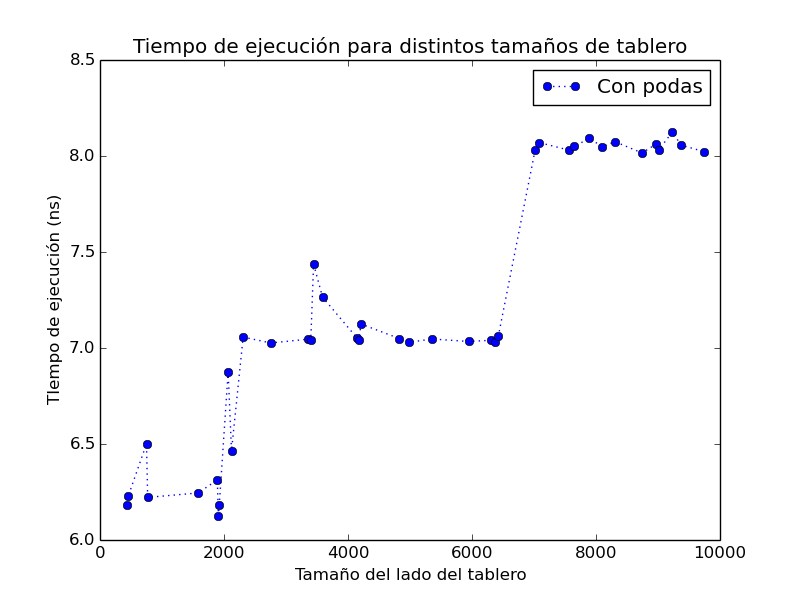 Tiempo de ejecución para distintos tamaños de tablero
8.5
Con podas
8.0
7.5
7.0
6.5
6.0
TIempo de ejecución (ns)
0 2000 4000 6000 8000 10000
Tamaño del lado del tablero